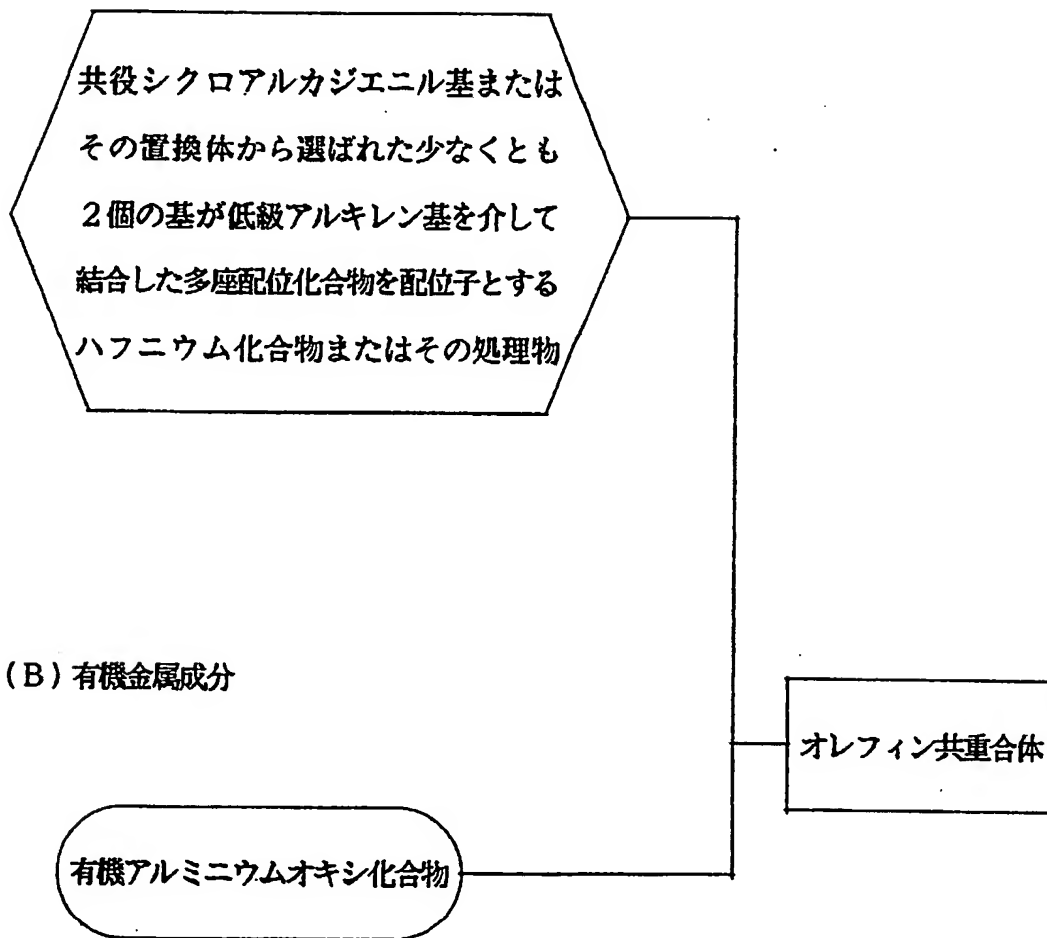 共役シクロアルカジエニル基または
その置換体から選ばれた少なくとも
2個の基が低級アルキレン基を介して
結合した多座配位化合物を配位子とする
ハフニウム化合物またはその処理物
(B)有機金属成分
オレフィン共重合体
有機アルミニウムオキシ化合物